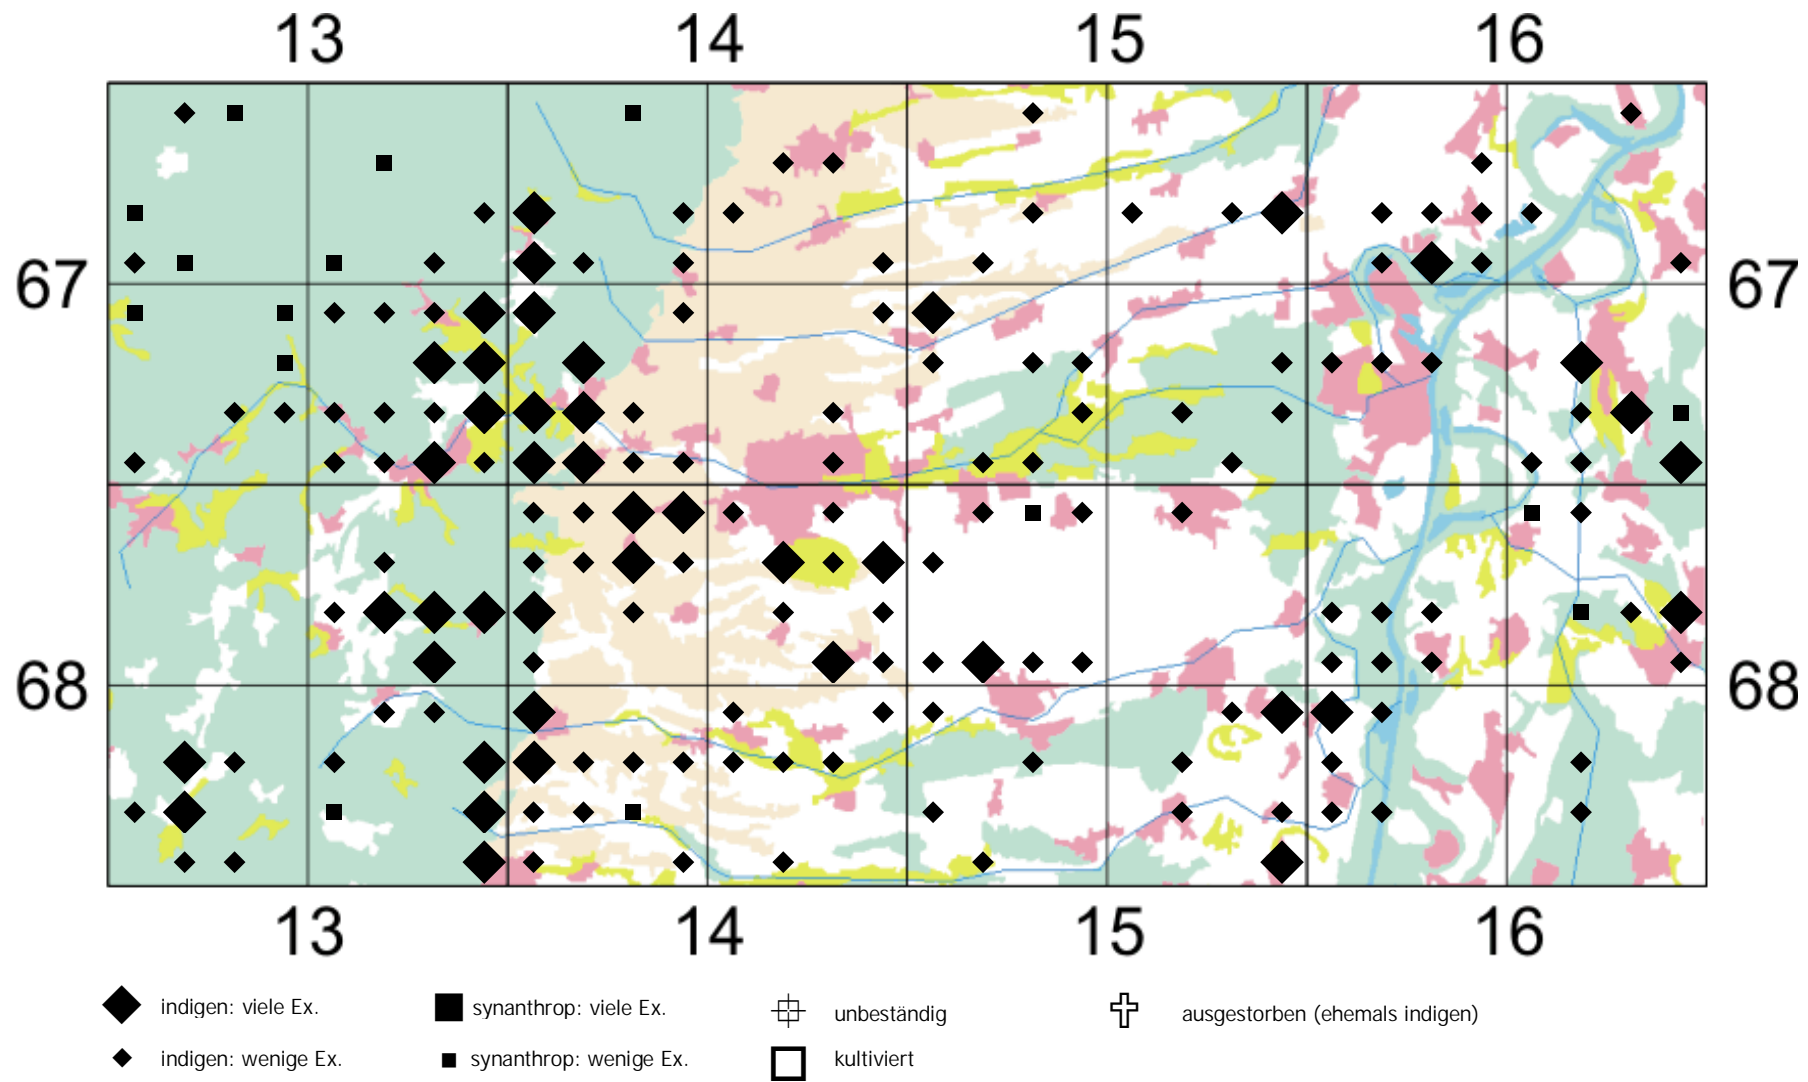 13 14 15 16
67 67
68 68
13 14 15 16
indigen: viele Ex. synanthrop: viele Ex. unbeständig ausgestorben (ehemals indigen)
indigen: wenige Ex. synanthrop: wenige Ex. kultiviert